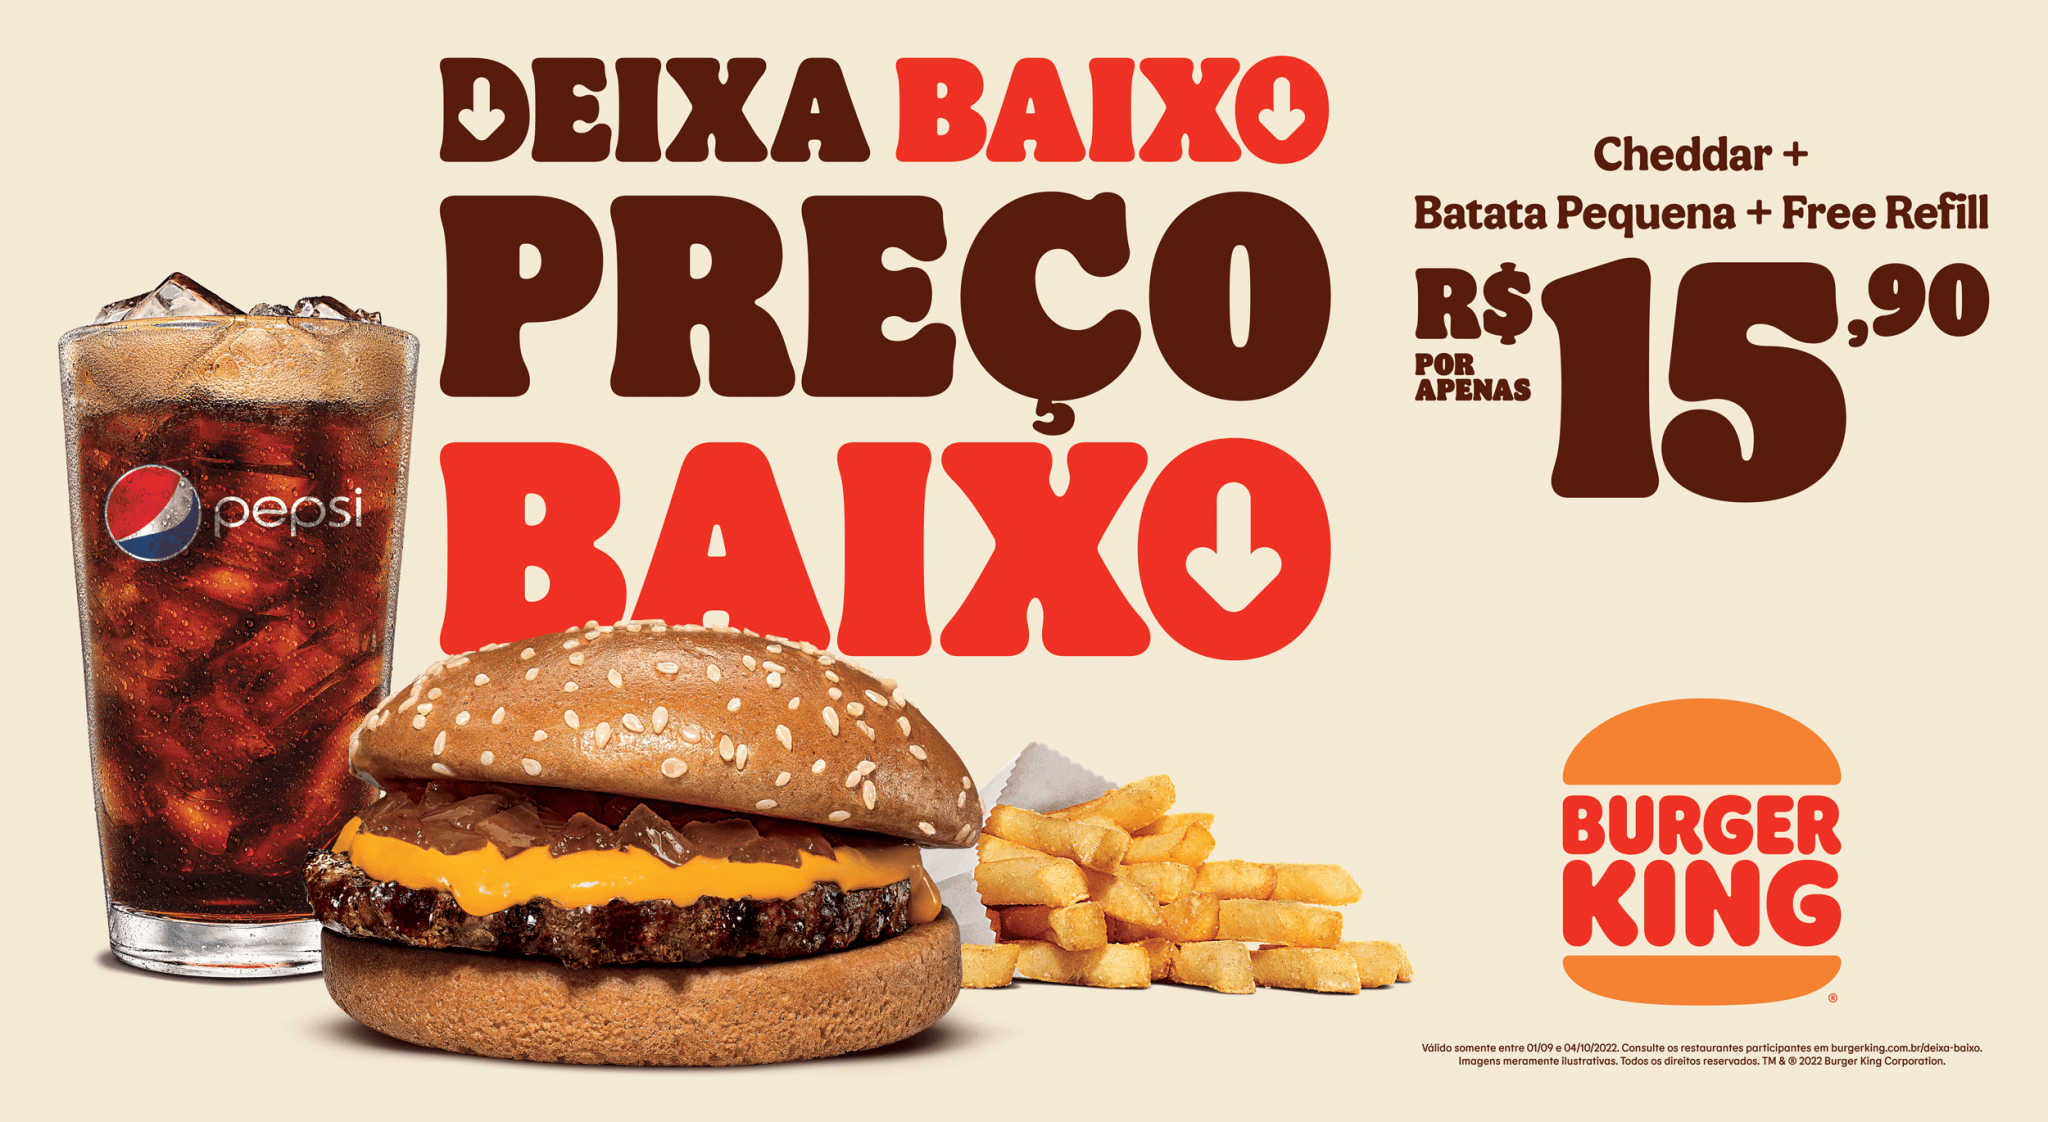 DEIXA BAIXO
PREÇO
BAIXO
pepsi
Cheddar +
Batata Pequena + Free Refill
R$ 15,90
POR
APENAS
BURGER
KING
®
Válido somente entre 01/09 e 04/10/2022. Consulte os restaurantes participantes em burgerking.com.br/deixa-baixo.
Imagens meramente ilustrativas. Todos os direitos reservados. TM & ® 2022 Burger King Corporation.